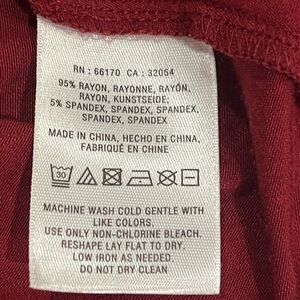 RN : 66170 CA : 32054
95% RAYON, RAYONNE, RAYÓN,
RAYON, KUNSTSEIDE;
5% SPANDEX, SPANDEX, SPANDEX,
SPANDEX, SPANDEX
MADE IN CHINA, HECHO EN CHINA,
FABRIQUÉ EN CHINE
30
MACHINE WASH COLD GENTLE WITH
LIKE COLORS.
USE ONLY NON-CHLORINE BLEACH.
RESHAPE LAY FLAT TO DRY.
LOW IRON AS NEEDED.
DO NOT DRY CLEAN